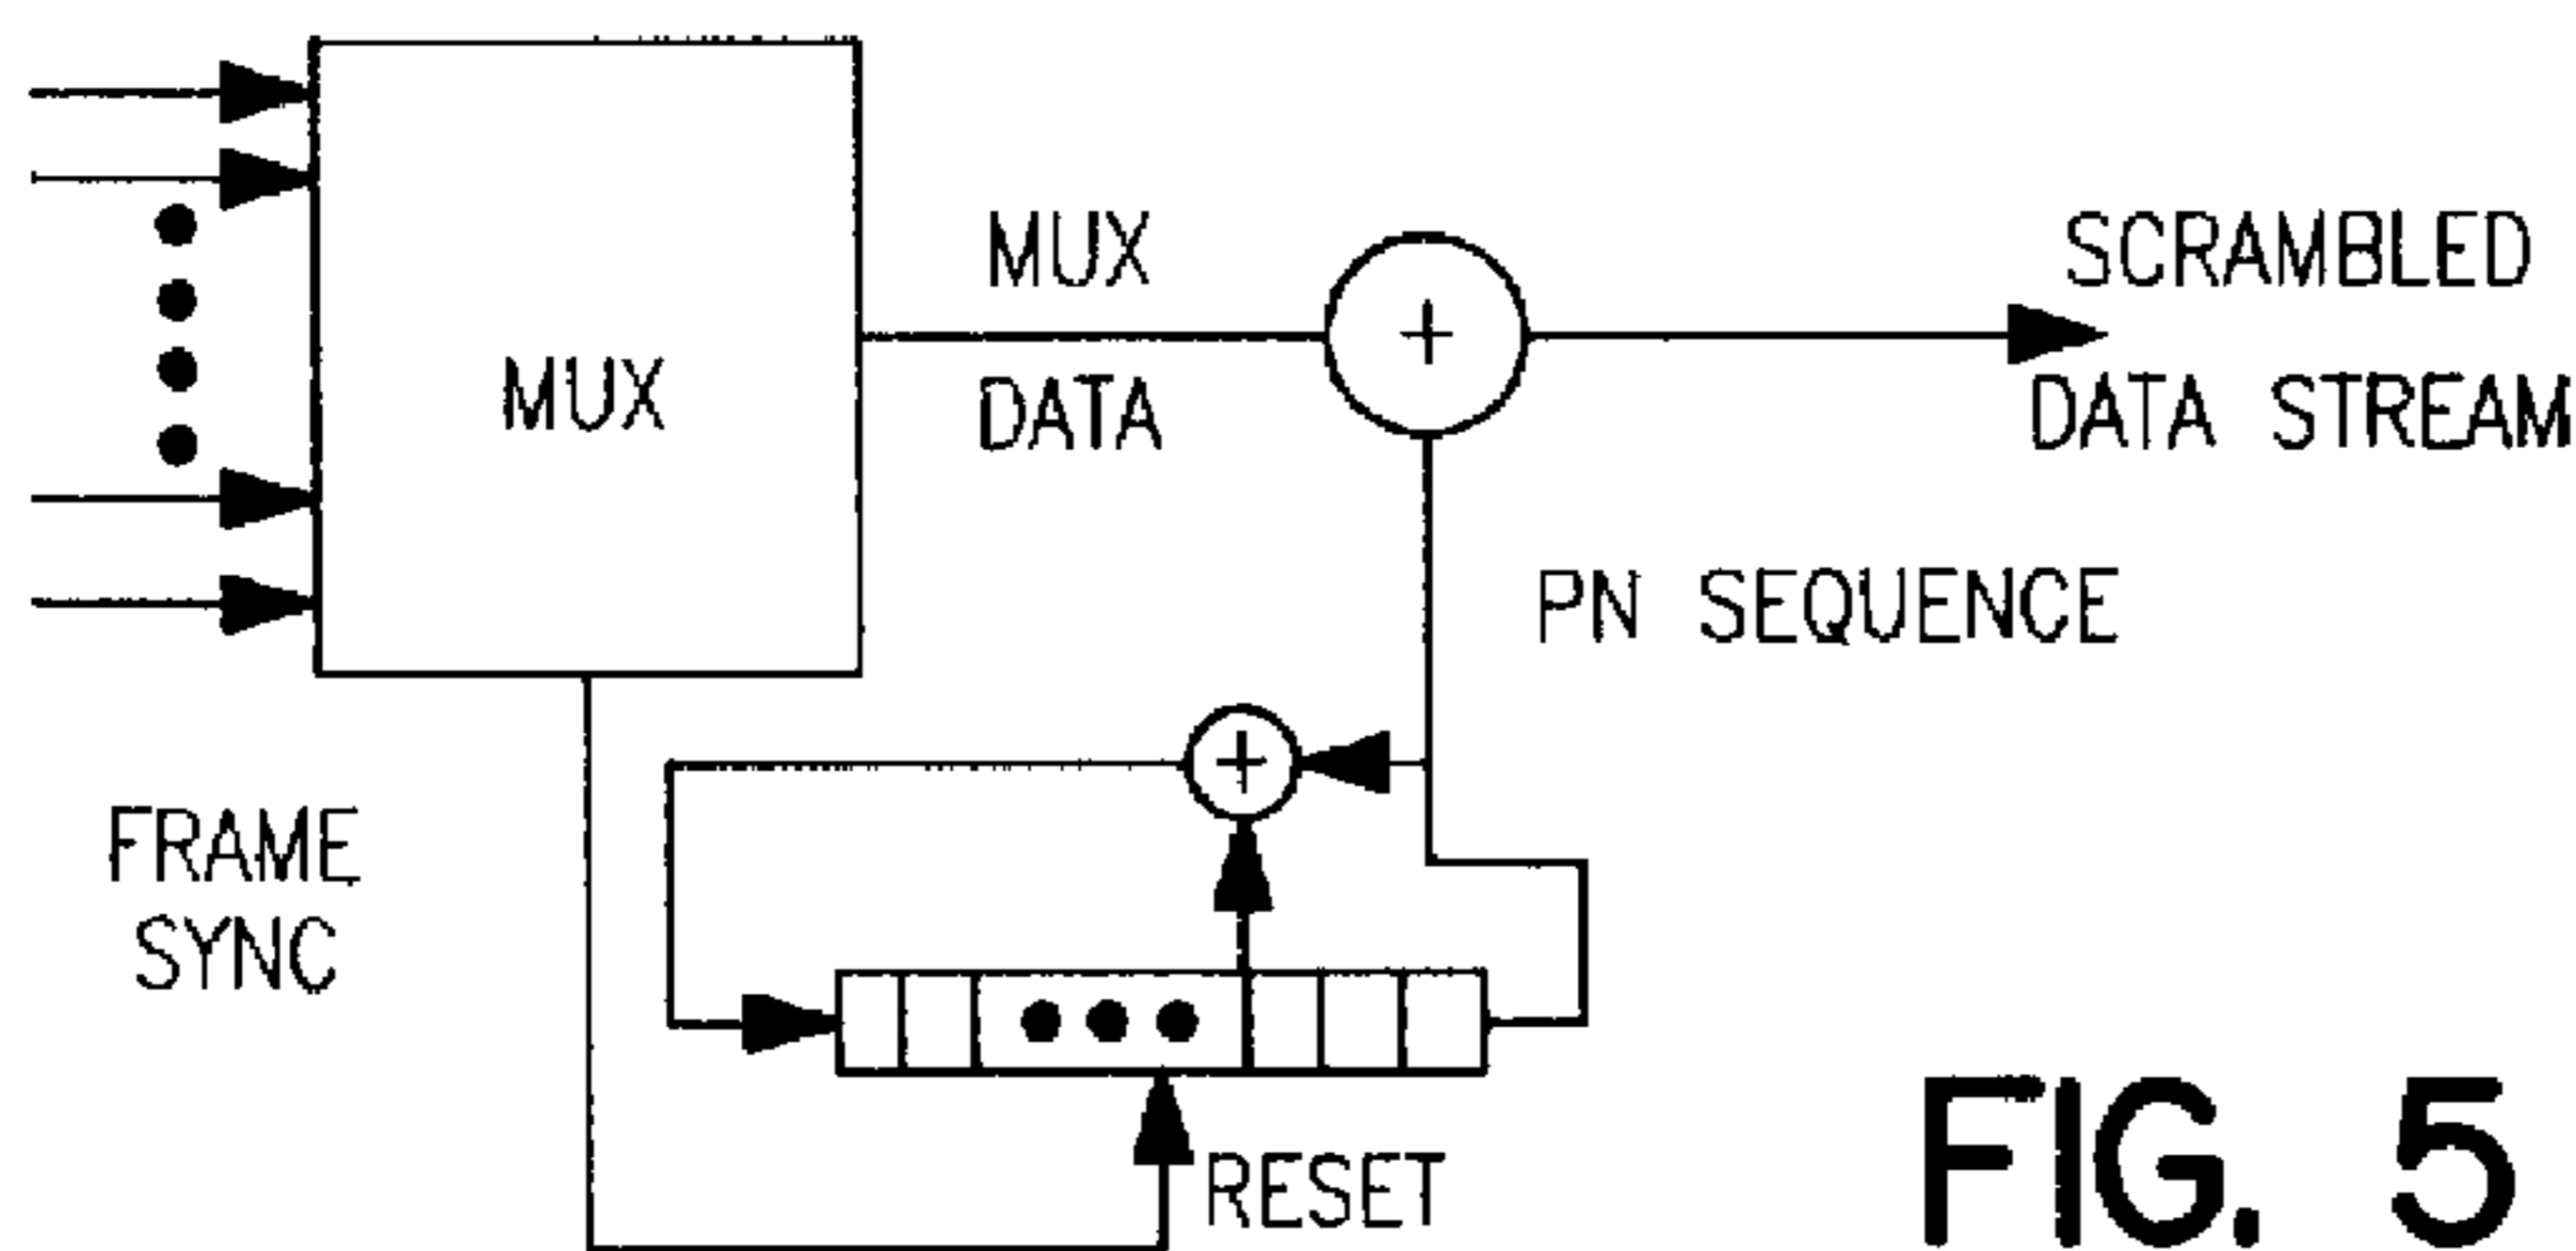 MUX
MUX
DATA
SCRAMBLED
DATA STREAM
PN SEQUENCE
FRAME
SYNC
RESET
FIG. 5